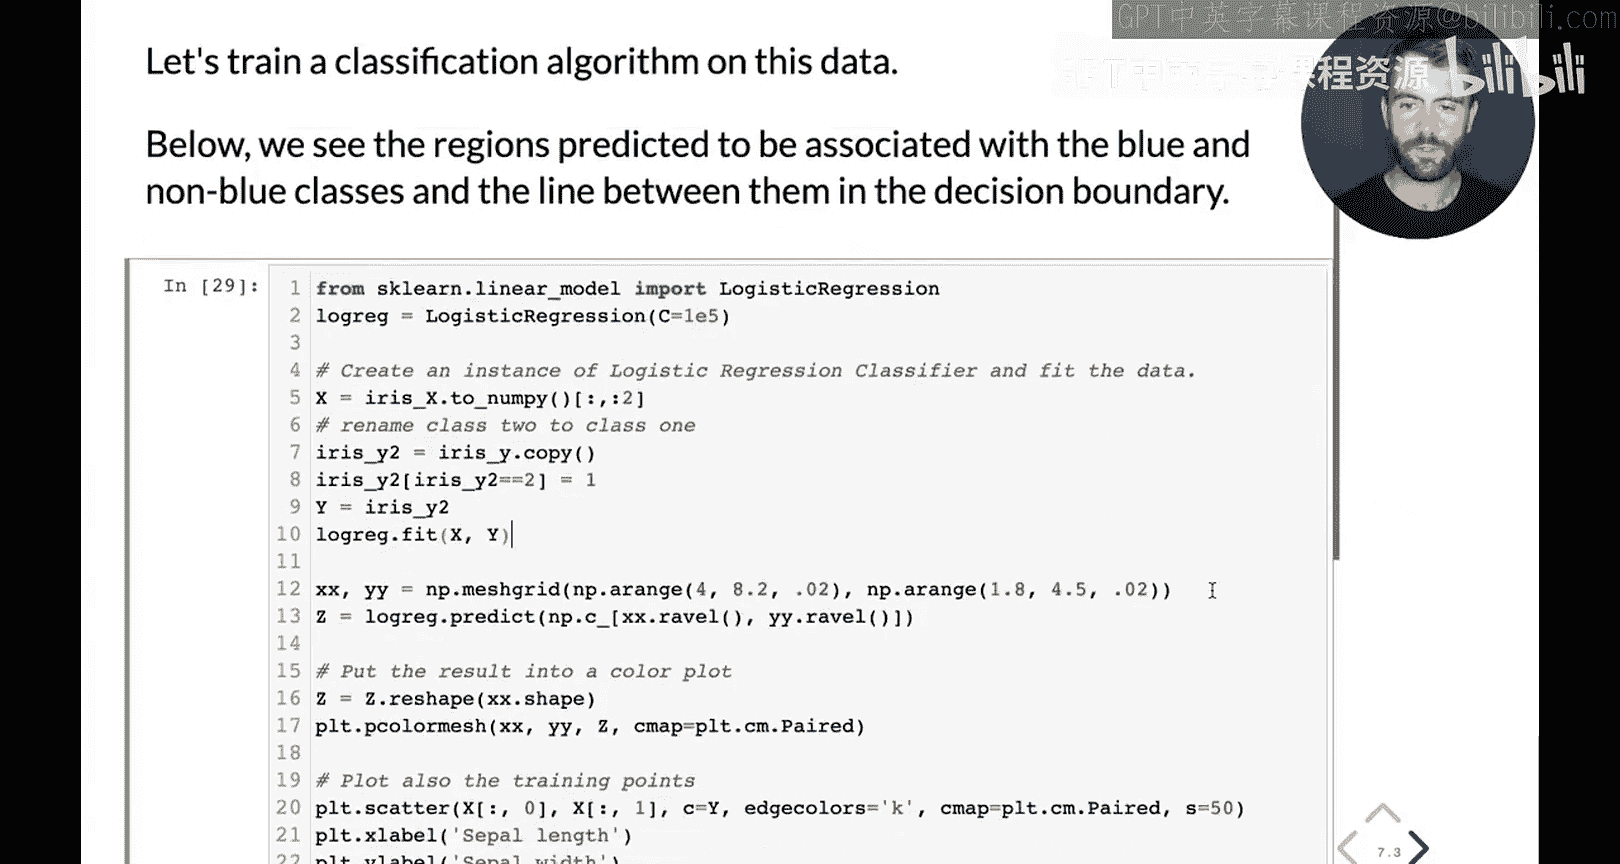 GPT中英字幕课程资源@bilibili.com
程资源 bilibili
Let's train a classification algorithm on this data.
Below, we see the regions predicted to be associated with the blue and
non-blue classes and the line between them in the decision boundary.
In [29]:
1 from sklearn.linear_model import LogisticRegression
2 logreg = LogisticRegression(C=1e5)
3
4 # Create an instance of Logistic Regression Classifier and fit the data.
5 X = iris_X.to_numpy()[:,:2]
6 # rename class two to class one
7 iris_y2 = iris_y.copy()
8 iris_y2[iris_y2==2] = 1
9 Y = iris_y2
10 logreg.fit(X, Y)
11
12 xx, yy = np.meshgrid(np.arange(4, 8.2, .02), np.arange(1.8, 4.5, .02))
13 Z = logreg.predict(np.c_[xx.ravel(), yy.ravel()])
14
15 # Put the result into a color plot
16 Z = Z.reshape(xx.shape)
17 plt.pcolormesh(xx, yy, Z, cmap=plt.cm.Paired)
18
19 # Plot also the training points
20 plt.scatter(X[:, 0], X[:, 1], c=Y, edgecolors='k', cmap=plt.cm.Paired, s=50)
21 plt.xlabel('Sepal length')
22 plt.ylabel('Sepal width')
7.3